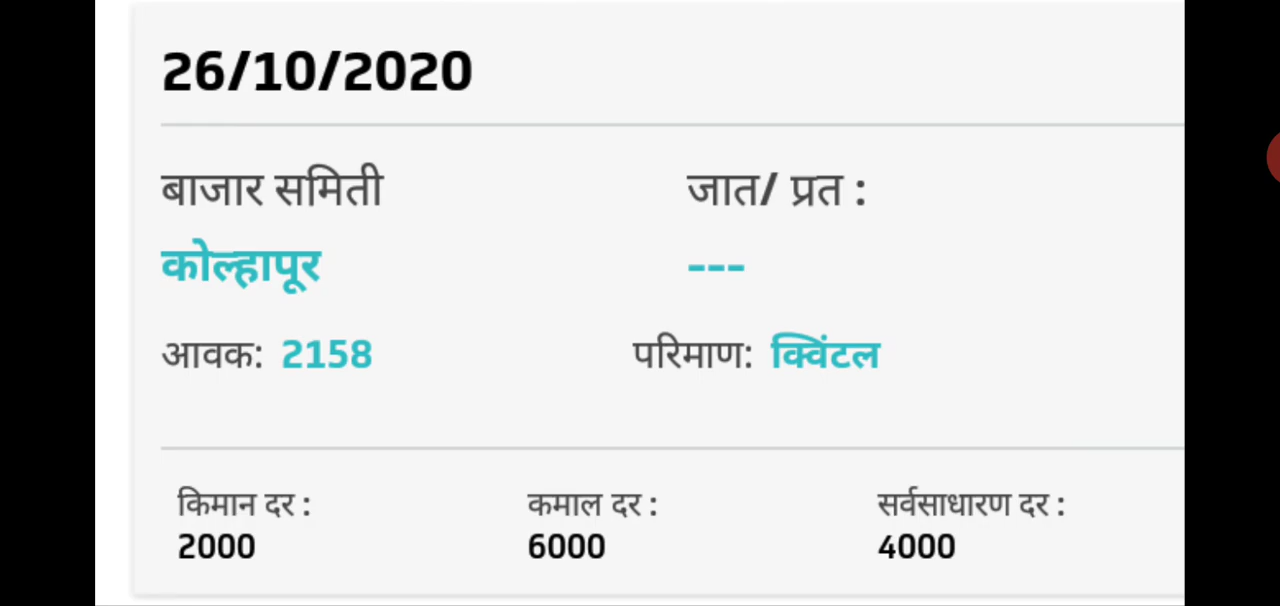 26/10/2020
बाजार समिती जात/ प्रत :
कोल्हापूर ---
आवक: 2158 परिमाण: क्विंटल
किमान दर : कमाल दर : सर्वसाधारण दर :
2000 6000 4000